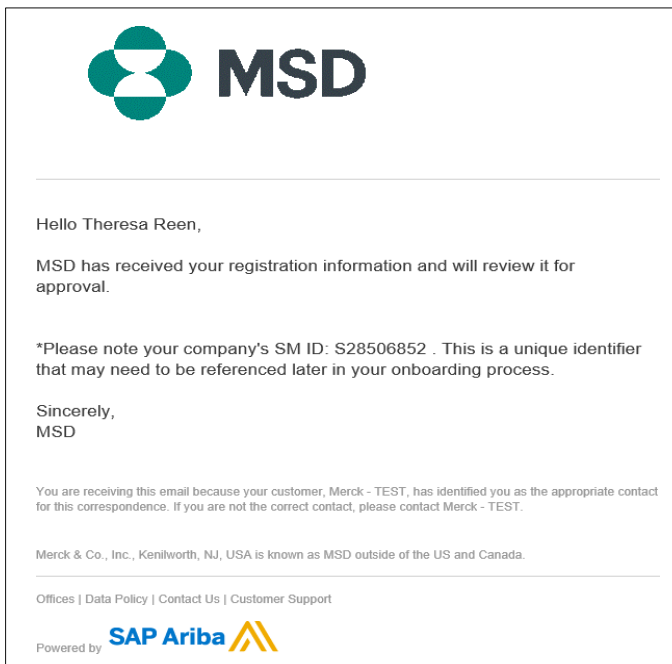 MSD
Hello Theresa Reen,
MSD has received your registration information and will review it for
approval.
*Please note your company's SM ID: S28506852 . This is a unique identifier
that may need to be referenced later in your onboarding process.
Sincerely,
MSD
You are receiving this email because your customer, Merck - TEST, has identified you as the appropriate contact
for this correspondence. If you are not the correct contact, please contact Merck - TEST.
Merck & Co., Inc., Kenilworth, NJ, USA is known as MSD outside of the US and Canada.
Offices | Data Policy | Contact Us | Customer Support
Powered by SAP Ariba